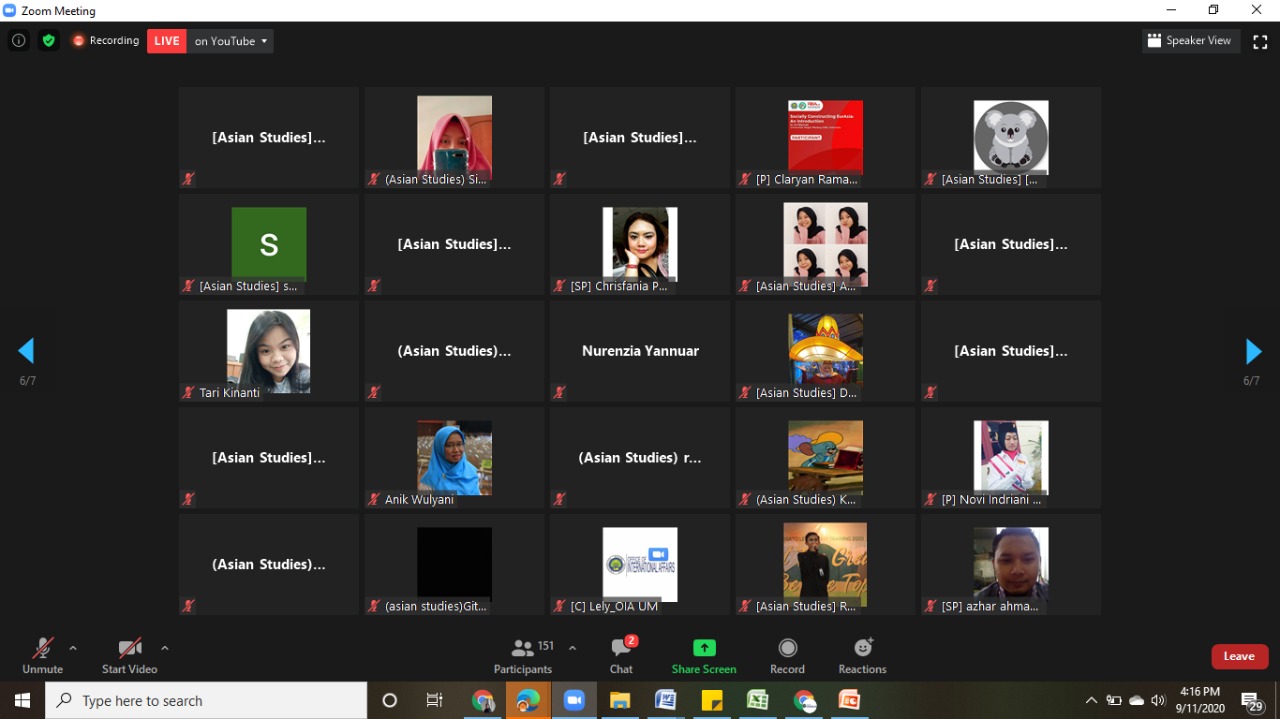 Zoom Meeting
Recording
LIVE
on YouTube
Speaker View
[Asian Studies]...
(Asian Studies) Si...
[Asian Studies]...
Socially Constructing EurAsia:
An Introduction
PARTICIPANT
[P] Claryan Rama...
[Asian Studies] [...
S
[Asian Studies] s...
[Asian Studies]...
[SP] Chrisfania P...
[Asian Studies] A...
[Asian Studies]...
Tari Kinanti
(Asian Studies)...
Nurenzia Yannuar
[Asian Studies] D...
[Asian Studies]...
6/7
6/7
[Asian Studies]...
Anik Wulyani
(Asian Studies) r...
(Asian Studies) K...
[P] Novi Indriani ...
(Asian Studies)...
(asian studies)Git...
OFFICE OF
INTERNATIONAL AFFAIRS
[C] Lely_OIA UM
[Asian Studies] R...
[SP] azhar ahma...
Unmute
Start Video
151
Participants
2
Chat
Share Screen
Record
Reactions
Leave
Type here to search
4:16 PM
9/11/2020
29